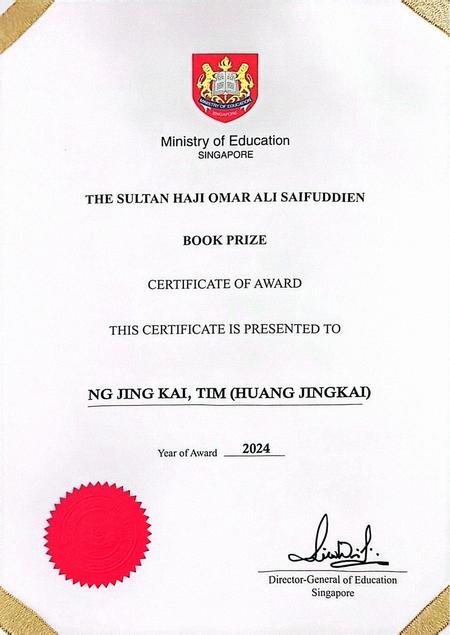 MINISTRY OF EDUCATION
SINGAPORE
Ministry of Education
SINGAPORE
THE SULTAN HAJI OMAR ALI SAIFUDDIEN
BOOK PRIZE
CERTIFICATE OF AWARD
THIS CERTIFICATE IS PRESENTED TO
NG JING KAI, TIM (HUANG JINGKAI)
Year of Award 2024
Director-General of Education
Singapore